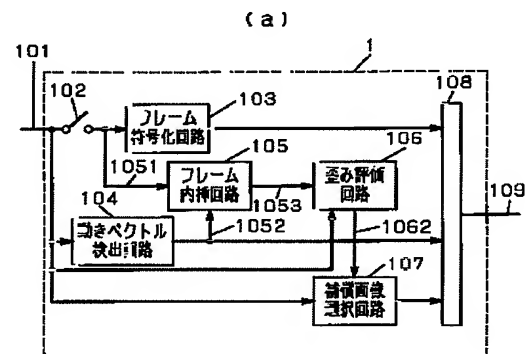 (a)
1
101
102
フレーム
符号化回路
103
108
105
106
フレーム
内挿回路
歪み評価
回路
1051
1053
109
104
動きベクトル
検出回路
1052
1062
107
補償画像
選択回路